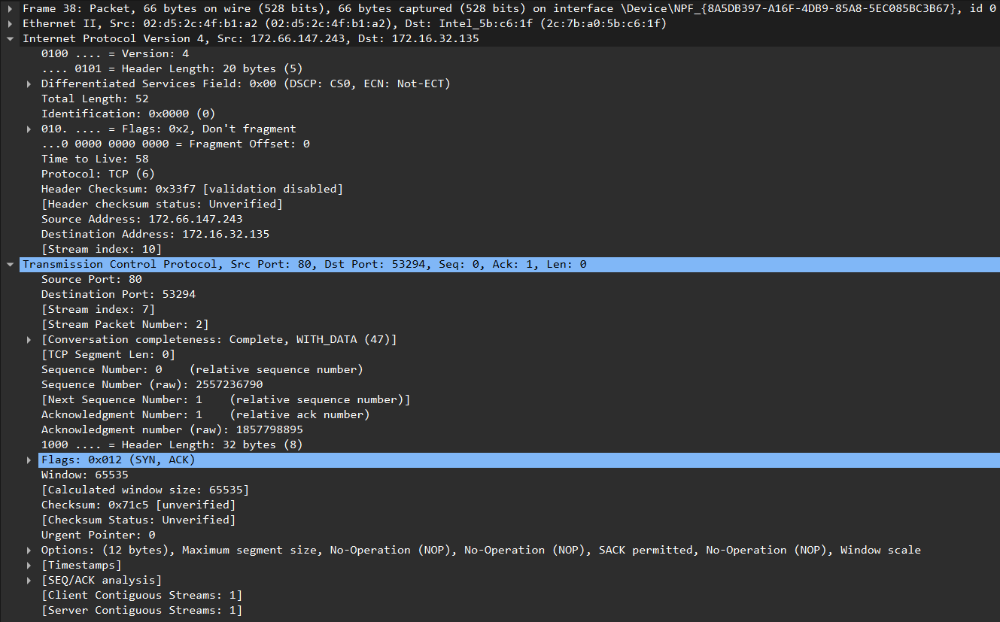 Frame 38: Packet, 66 bytes on wire (528 bits), 66 bytes captured (528 bits) on interface \Device\NPF_{8A5DB397-A16F-4DB9-85A8-5EC085BC3B67}, id 0
Ethernet II, Src: 02:d5:2c:4f:b1:a2 (02:d5:2c:4f:b1:a2), Dst: Intel_5b:c6:1f (2c:7b:a0:5b:c6:1f)
Internet Protocol Version 4, Src: 172.66.147.243, Dst: 172.16.32.135
0100 .... = Version: 4
.... 0101 = Header Length: 20 bytes (5)
Differentiated Services Field: 0x00 (DSCP: CS0, ECN: Not-ECT)
Total Length: 52
Identification: 0x0000 (0)
010. .... = Flags: 0x2, Don't fragment
...0 0000 0000 0000 = Fragment Offset: 0
Time to Live: 58
Protocol: TCP (6)
Header Checksum: 0x33f7 [validation disabled]
[Header checksum status: Unverified]
Source Address: 172.66.147.243
Destination Address: 172.16.32.135
[Stream index: 10]
Transmission Control Protocol, Src Port: 80, Dst Port: 53294, Seq: 0, Ack: 1, Len: 0
Source Port: 80
Destination Port: 53294
[Stream index: 7]
[Stream Packet Number: 2]
[Conversation completeness: Complete, WITH_DATA (47)]
[TCP Segment Len: 0]
Sequence Number: 0    (relative sequence number)
Sequence Number (raw): 2557236790
[Next Sequence Number: 1    (relative sequence number)]
Acknowledgment Number: 1    (relative ack number)
Acknowledgment number (raw): 1857798895
1000 .... = Header Length: 32 bytes (8)
Flags: 0x012 (SYN, ACK)
Window: 65535
[Calculated window size: 65535]
Checksum: 0x71c5 [unverified]
[Checksum Status: Unverified]
Urgent Pointer: 0
Options: (12 bytes), Maximum segment size, No-Operation (NOP), No-Operation (NOP), SACK permitted, No-Operation (NOP), Window scale
[Timestamps]
[SEQ/ACK analysis]
[Client Contiguous Streams: 1]
[Server Contiguous Streams: 1]